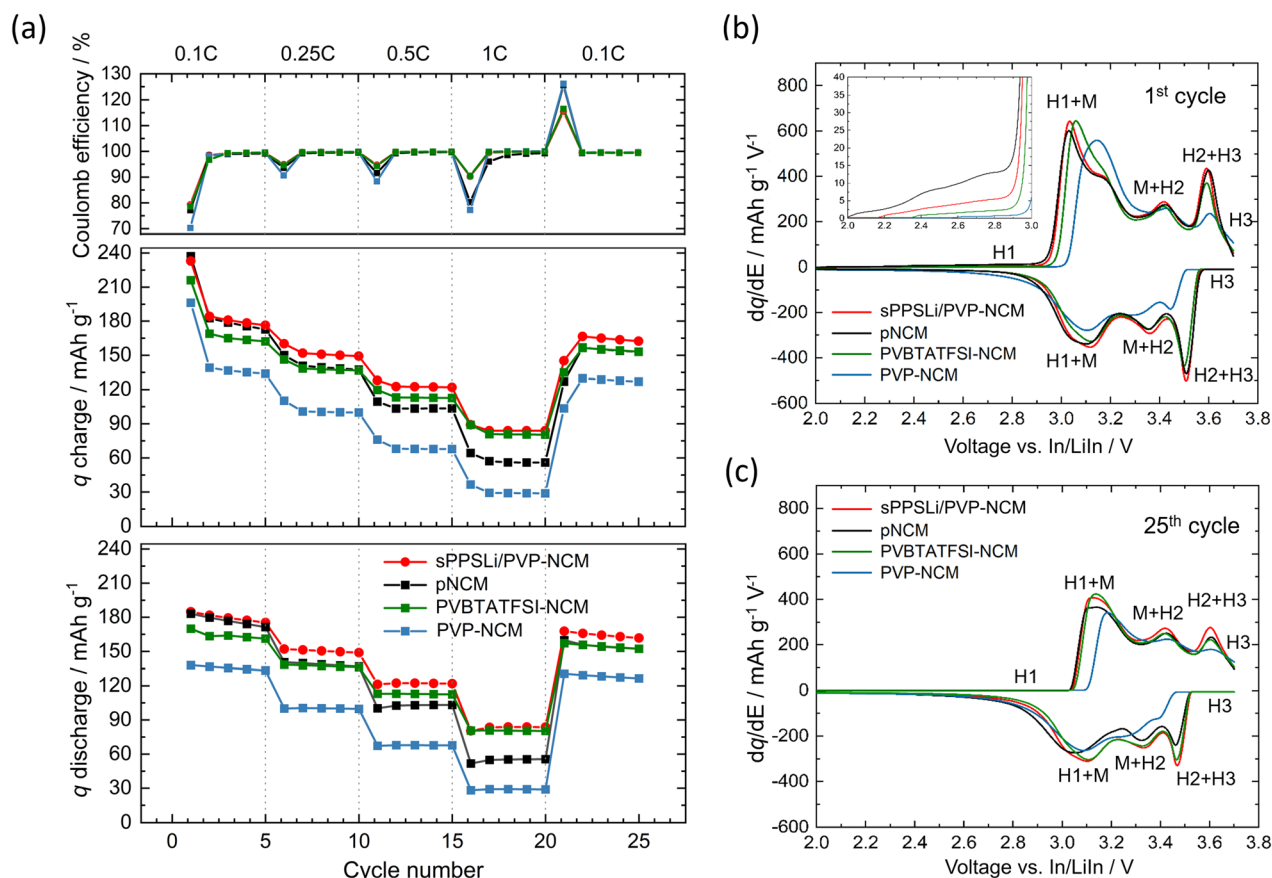 (a)
0.1C 0.25C 0.5C 1C 0.1C
Coulomb efficiency / %
130
120
110
100
90
80
70
q charge / mAh g-1
240
210
180
150
120
90
60
30
0
q discharge / mAh g-1
240
210
180
150
120
90
60
30
0
sPPSLi/PVP-NCM
pNCM
PVBTATFSI-NCM
PVP-NCM
0 5 10 15 20 25
Cycle number
(b)
dq/dE / mAh g-1 V-1
800
600
400
200
0
-200
-400
-600
40
35
30
25
20
15
10
5
0
2.0 2.1 2.2 2.3 2.4 2.5 2.6 2.7 2.8 2.9 3.0
1st cycle
H1+M
H2+H3
M+H2
H3
H1
H3
sPPSLi/PVP-NCM
pNCM
PVBTATFSI-NCM
PVP-NCM
H1+M
M+H2
H2+H3
2.0 2.2 2.4 2.6 2.8 3.0 3.2 3.4 3.6 3.8
Voltage vs. In/LiIn / V
(c)
dq/dE / mAh g-1 V-1
800
600
400
200
0
-200
-400
-600
sPPSLi/PVP-NCM
pNCM
PVBTATFSI-NCM
PVP-NCM
25th cycle
H1+M
M+H2
H2+H3
H3
H1
H3
H1+M
M+H2
H2+H3
2.0 2.2 2.4 2.6 2.8 3.0 3.2 3.4 3.6 3.8
Voltage vs. In/LiIn / V